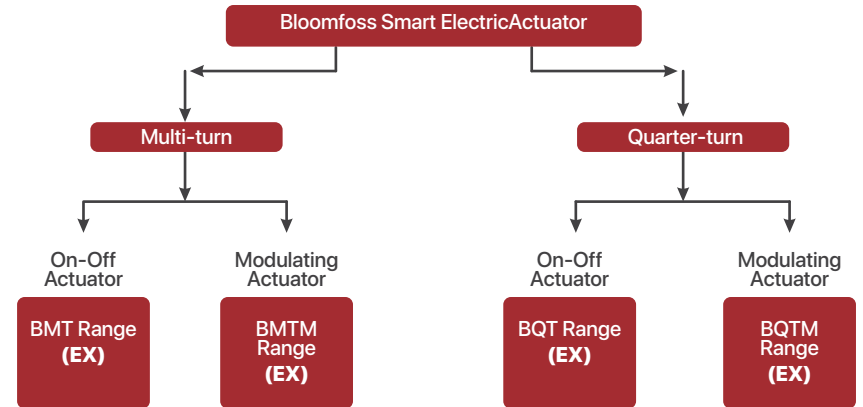 Bloomfoss Smart ElectricActuator
Multi-turn
Quarter-turn
On-Off
Actuator
Modulating
Actuator
On-Off
Actuator
Modulating
Actuator
BMT Range
(EX)
BMTM
Range
(EX)
BQT Range
(EX)
BQTM
Range
(EX)